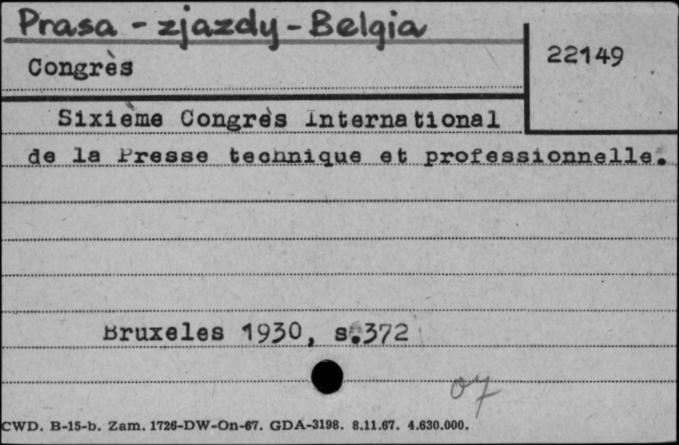 Prasa - zjazdy - Belgia
22149
Congrès
Sixième Congrès International
de la Presse technique et professionnelle.
Bruxeles 1930, s.372
07
CWD. B-15-b. Zam. 1726-DW-On-67. GDA-3198. 8.11.67. 4.630.000.